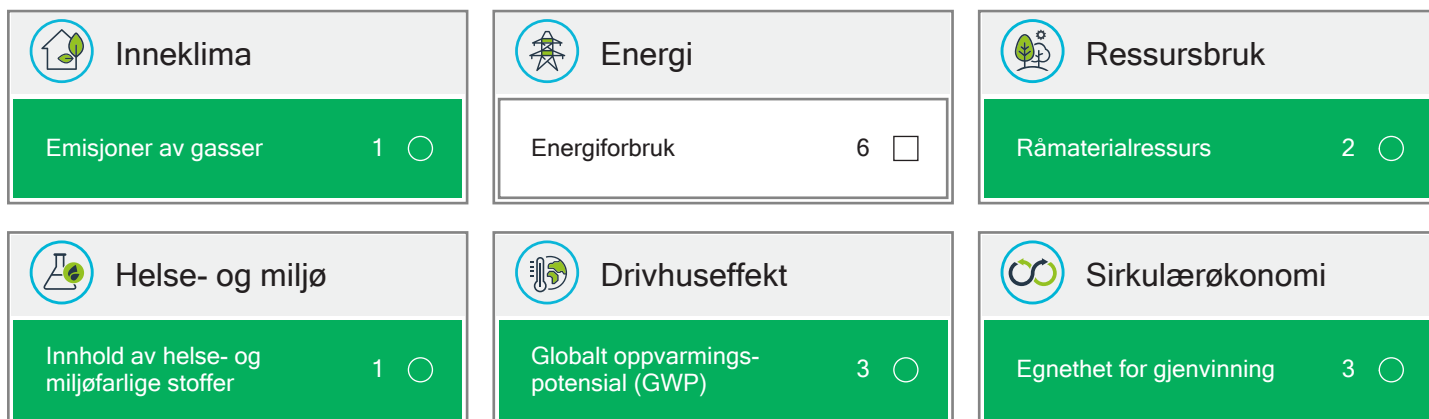 Inneklima
Emisjoner av gasser 1
Energi
Energiforbruk 6
Ressursbruk
Råmaterialressurs 2
Helse- og miljø
Innhold av helse- og
miljøfarlige stoffer 1
Drivhuseffekt
Globalt oppvarmings-
potensial (GWP) 3
Sirkulærøkonomi
Egnethet for gjenvinning 3